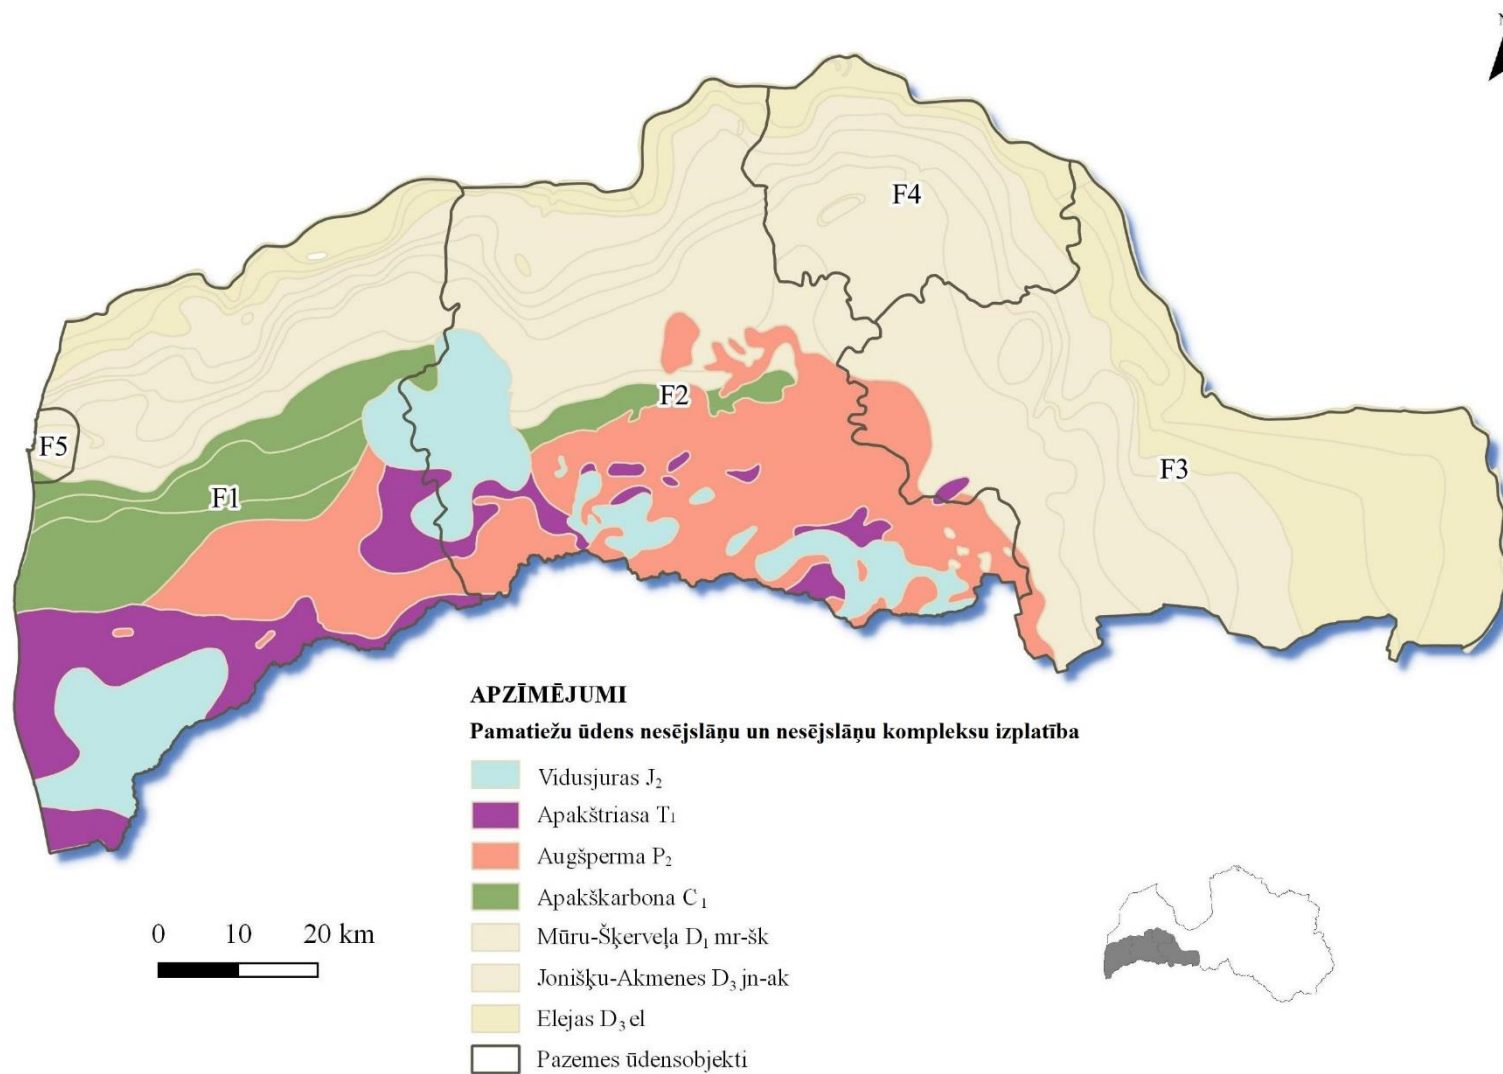 N
F4
F2
F3
F5
F1
APZĪMĒJUMI
Pamatiežu ūdens nesējslāņu un nesējslāņu kompleksu izplatība
Vidusjuras J₂
Apakštriasa T₁
Augšperma P₂
Apakškarbona C₁
Mūru-Šķerveļa D₁ mr-šk
Jonišķu-Akmenes D₃ jn-ak
Elejas D₃ el
Pazemes ūdensobjekti
0 10 20 km